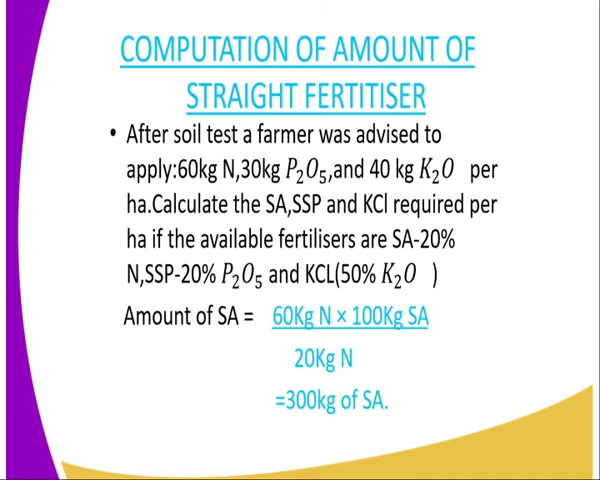 COMPUTATION OF AMOUNT OF
STRAIGHT FERTITISER
• After soil test a farmer was advised to
apply:60kg N,30kg P₂O₅,and 40 kg K₂O per
ha.Calculate the SA,SSP and KCl required per
ha if the available fertilisers are SA-20%
N,SSP-20% P₂O₅ and KCL(50% K₂O )
Amount of SA = 60Kg N × 100Kg SA
20Kg N
=300kg of SA.